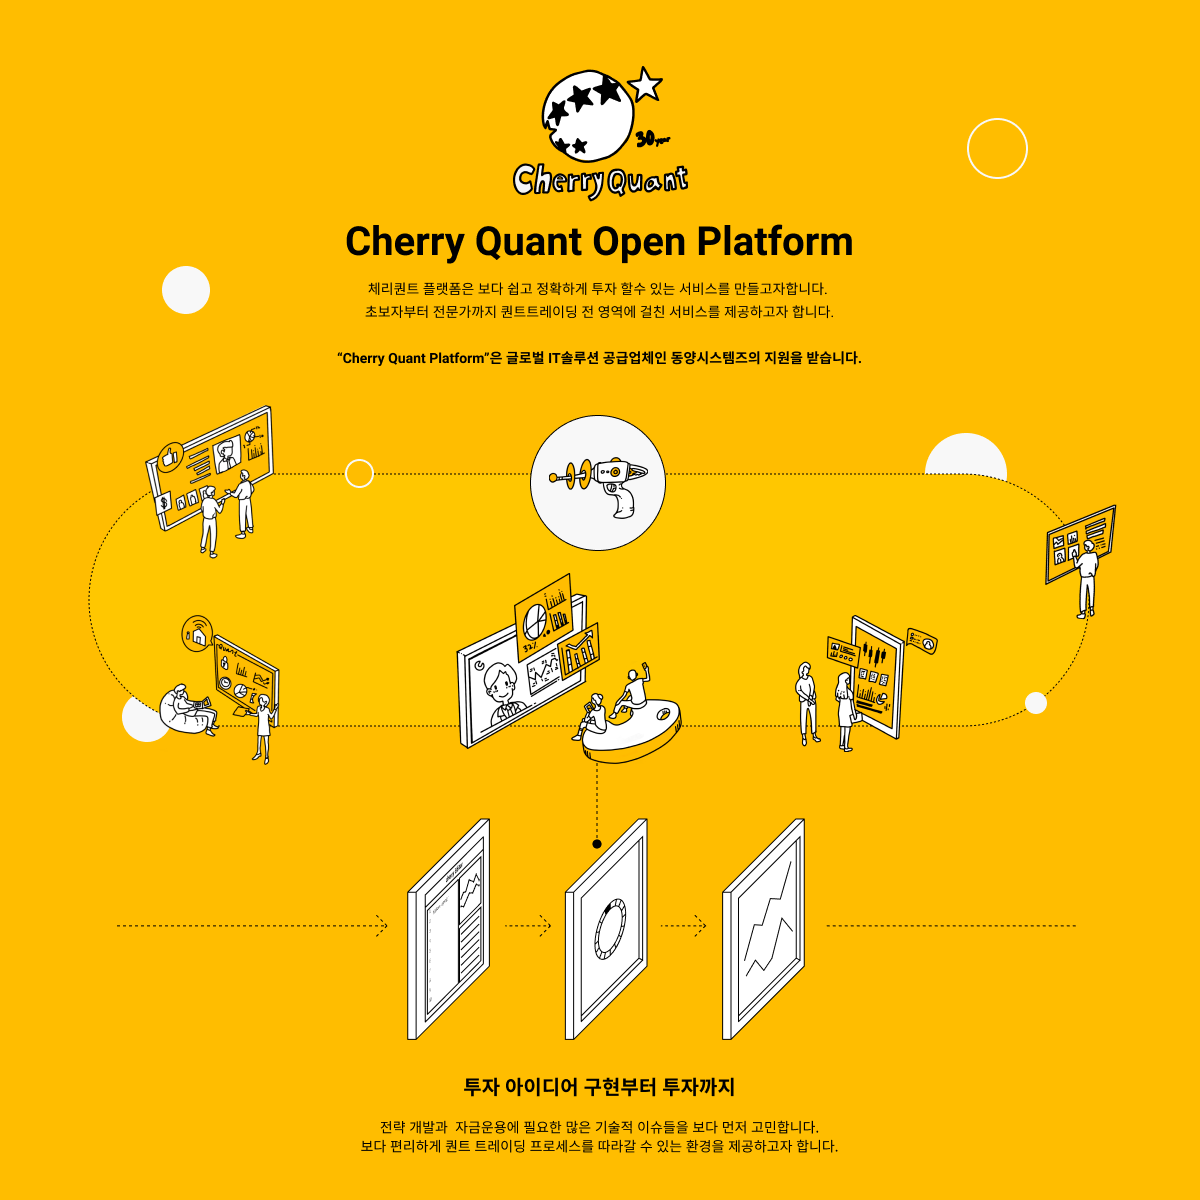 30 year
Cherry Quant
Cherry Quant Open Platform
체리퀀트 플랫폼은 보다 쉽고 정확하게 투자 할수 있는 서비스를 만들고자합니다.
초보자부터 전문가까지 퀀트트레이딩 전 영역에 걸친 서비스를 제공하고자 합니다.
“Cherry Quant Platform”은 글로벌 IT솔루션 공급업체인 동양시스템즈의 지원을 받습니다.
$
Quant
32%
투자 아이디어 구현부터 투자까지
전략 개발과 자금운용에 필요한 많은 기술적 이슈들을 보다 먼저 고민합니다.
보다 편리하게 퀀트 트레이딩 프로세스를 따라갈 수 있는 환경을 제공하고자 합니다.